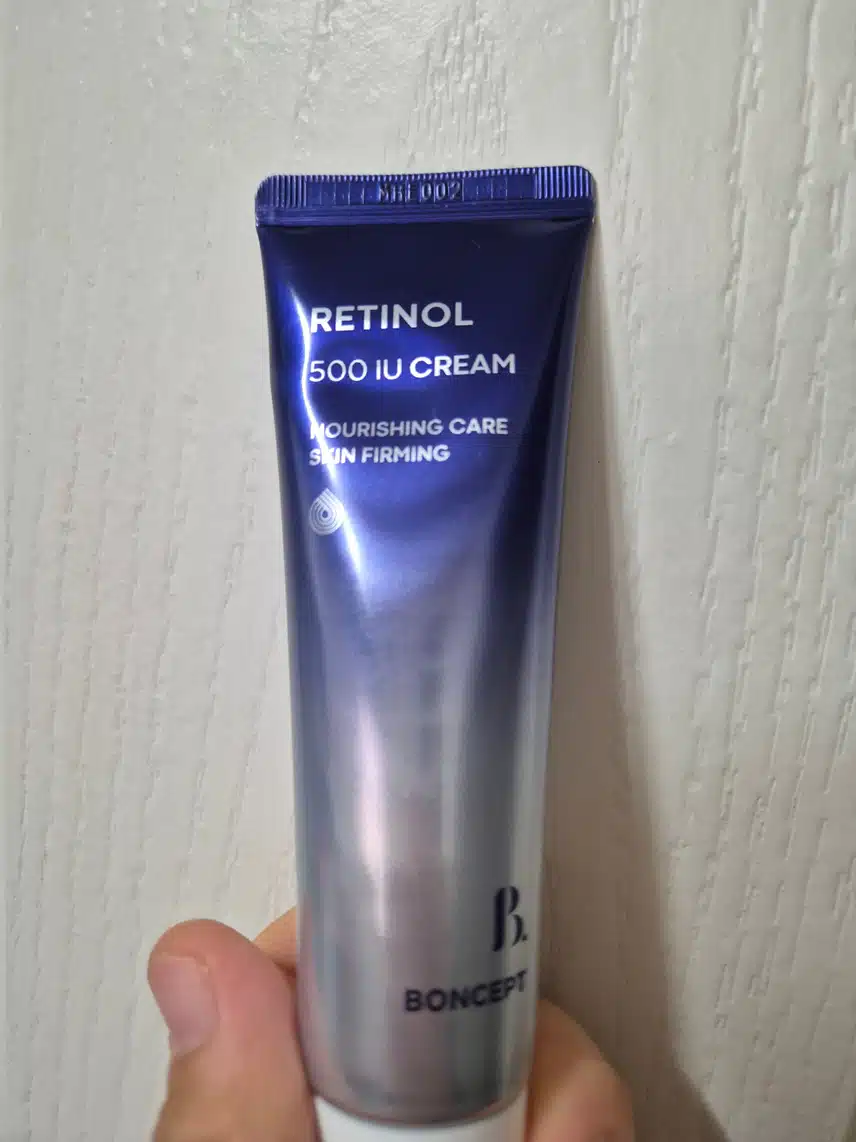 RETINOL
500 IU CREAM
NOURISHING CARE
SKIN FIRMING
B.
BONCEPT